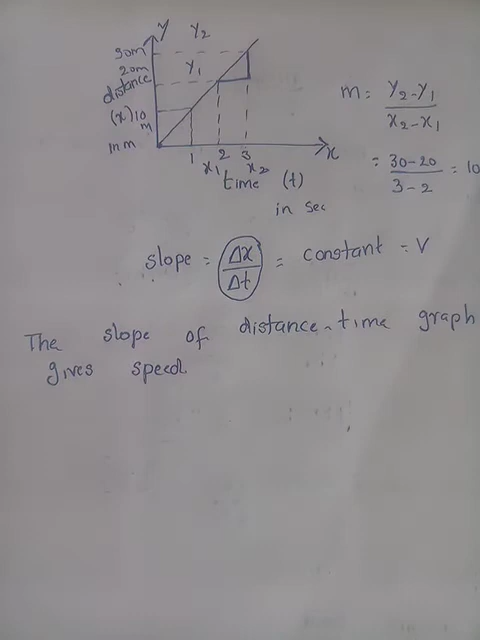 y y₂
30m
20m y₁
distance
(x) 10
m
in m
1 2 3 x
x₁ x₂
time (t)
in sec
m = y₂-y₁ / x₂-x₁
= 30-20 / 3-2 = 10
slope = Δx / Δt = constant = v
The slope of distance-time graph
gives speed.